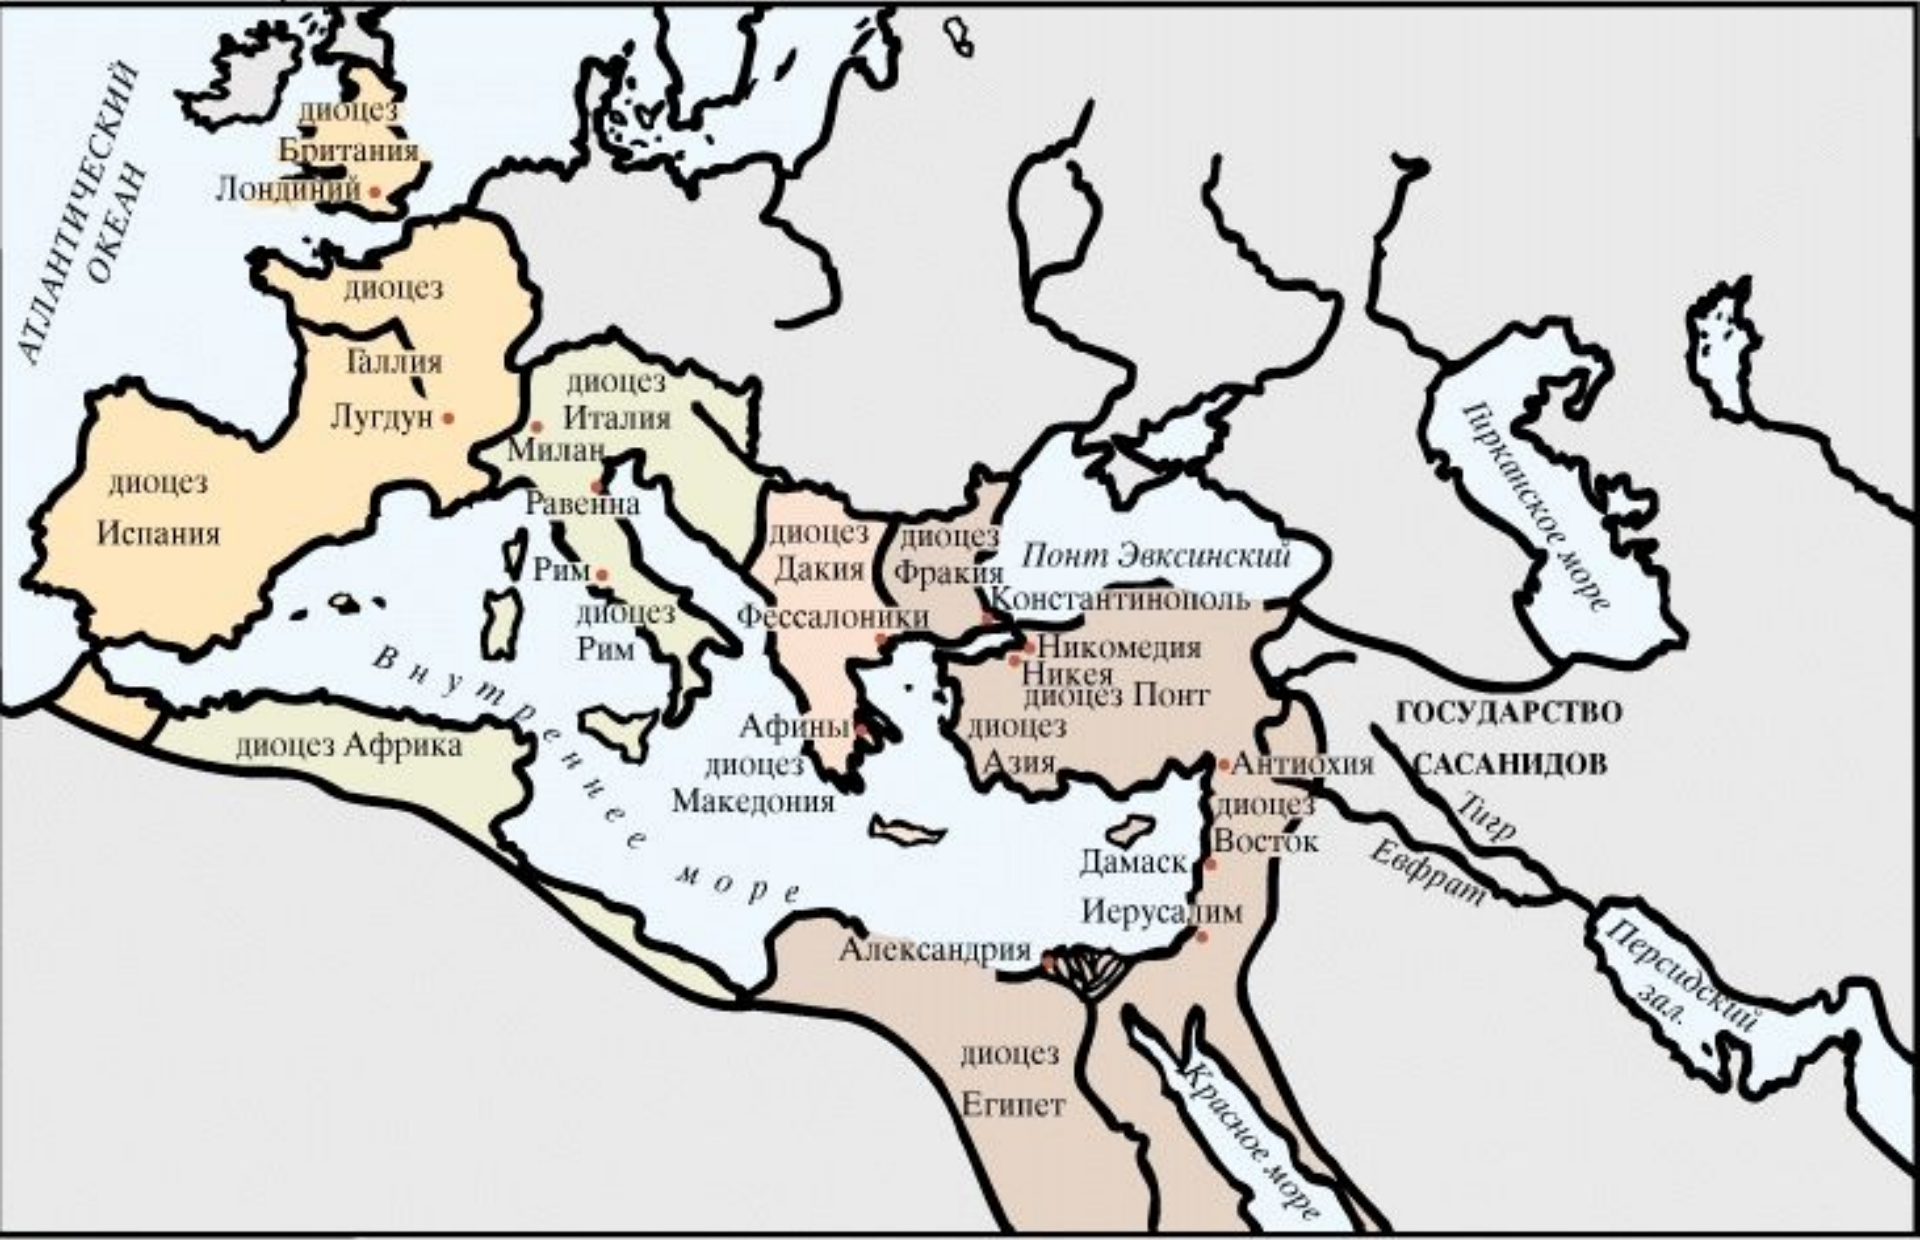 АТЛАНТИЧЕСКИЙ
ОКЕАН
диоцез
Британия
Лондиний
диоцез
Галлия
Лугдун
диоцез
Испания
диоцез
Италия
Милан
Равенна
Рим
диоцез
Рим
диоцез
Дакия
диоцез
Фракия
Понт Эвксинский
Константинополь
Фессалоники
Никомедия
Никея
диоцез Понт
диоцез
Азия
Афины
диоцез
Македония
диоцез Африка
Внутреннее море
Гирканское море
ГОСУДАРСТВО
САСАНИДОВ
Антиохия
диоцез
Восток
Тигр
Евфрат
Дамаск
Иерусалим
Александрия
Персидский
зал.
диоцез
Египет
Красное море